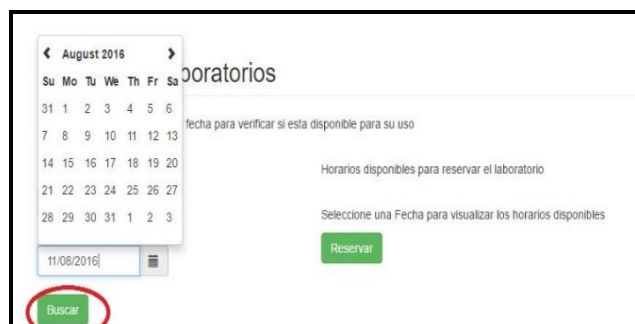 August 2016
Su Mo Tu We Th Fr Sa
31 1 2 3 4 5 6
7 8 9 10 11 12 13
14 15 16 17 18 19 20
21 22 23 24 25 26 27
28 29 30 31 1 2 3
oratorios
fecha para verificar si esta disponible para su uso
Horarios disponibles para reservar el laboratorio
Seleccione una Fecha para visualizar los horarios disponibles
Reservar
11/08/2016
Buscar